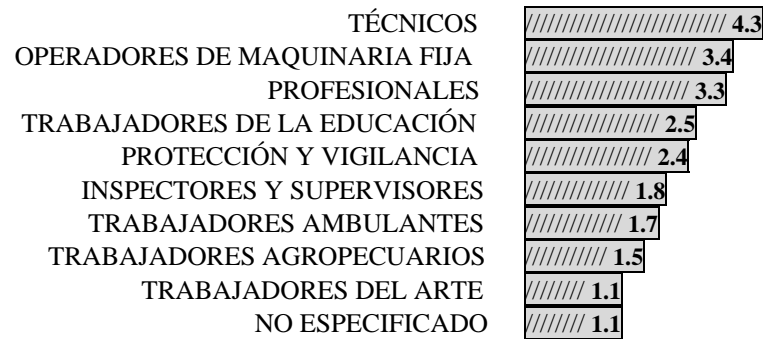 TÉCNICOS /////////////////////////// 4.3
OPERADORES DE MAQUINARIA FIJA /////////////////////// 3.4
PROFESIONALES ////////////////////// 3.3
TRABAJADORES DE LA EDUCACIÓN ////////////////// 2.5
PROTECCIÓN Y VIGILANCIA ///////////////// 2.4
INSPECTORES Y SUPERVISORES ////////////// 1.8
TRABAJADORES AMBULANTES ///////////// 1.7
TRABAJADORES AGROPECUARIOS /////////// 1.5
TRABAJADORES DEL ARTE //////// 1.1
NO ESPECIFICADO //////// 1.1